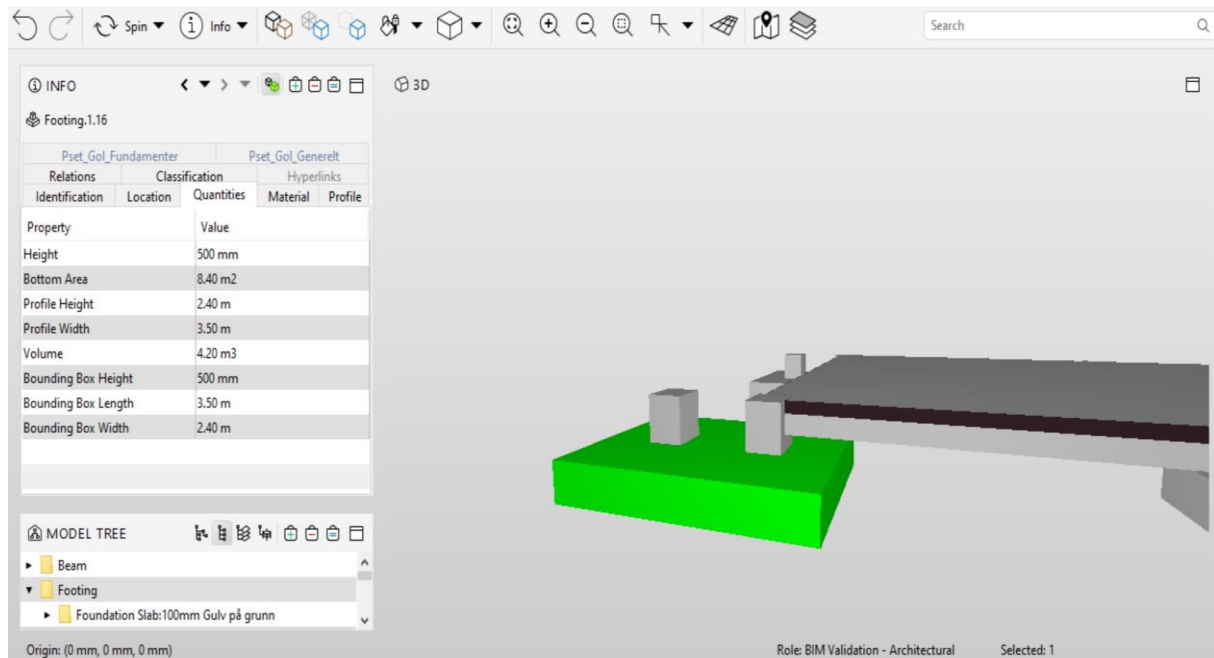 Spin Info Search
INFO
3D
Footing.1.16
Pset_Gol_Fundamenter Pset_Gol_Generelt
Relations Classification Hyperlinks
Identification Location Quantities Material Profile
Property Value
Height 500 mm
Bottom Area 8.40 m2
Profile Height 2.40 m
Profile Width 3.50 m
Volume 4.20 m3
Bounding Box Height 500 mm
Bounding Box Length 3.50 m
Bounding Box Width 2.40 m
MODEL TREE
Beam
Footing
Foundation Slab:100mm Gulv på grunn
Origin: (0 mm, 0 mm, 0 mm) Role: BIM Validation - Architectural Selected: 1